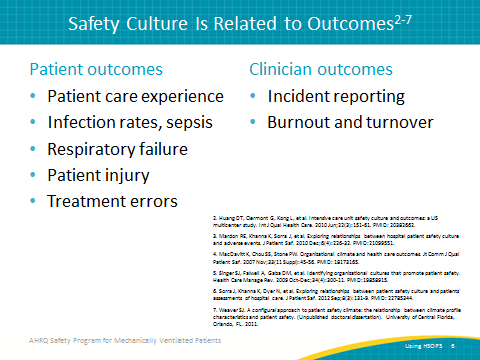 Safety Culture Is Related to Outcomes2-7
Patient outcomes
• Patient care experience
• Infection rates, sepsis
• Respiratory failure
• Patient injury
• Treatment errors
Clinician outcomes
• Incident reporting
• Burnout and turnover
2. Huang DT, Clermont G, Kong L, et al. Intensive care unit safety culture and outcomes: a US
multicenter study. Int J Qual Health Care. 2010 Jun;22(3):151-61. PMID: 20382662.
3. Mardon RE, Khanna K, Sorra J, et al. Exploring relationships between hospital patient safety culture
and adverse events. J Patient Saf. 2010 Dec;6(4):226-32. PMID: 21099551.
4. MacDavitt K, Chou SS, Stone PW. Organizational climate and health care outcomes. Jt Comm J Qual
Patient Saf. 2007 Nov;33(11 Suppl):45-56. PMID: 18173165.
5. Singer SJ, Falwell A, Gaba DM, et al. Identifying organizational cultures that promote patient safety.
Health Care Manage Rev. 2009 Oct-Dec;34(4):300-11. PMID: 19858915.
6. Sorra J, Khanna K, Dyer N, et al. Exploring relationships between patient safety culture and patients'
assessments of hospital care. J Patient Saf. 2012 Sep;8(3):131-9. PMID: 22785344.
7. Weaver SJ. A configural approach to patient safety climate: the relationship between climate profile
characteristics and patient safety. (Unpublished doctoral dissertation). University of Central Florida,
Orlando, FL. 2011.
AHRQ Safety Program for Mechanically Ventilated Patients
Using HSOPS 6